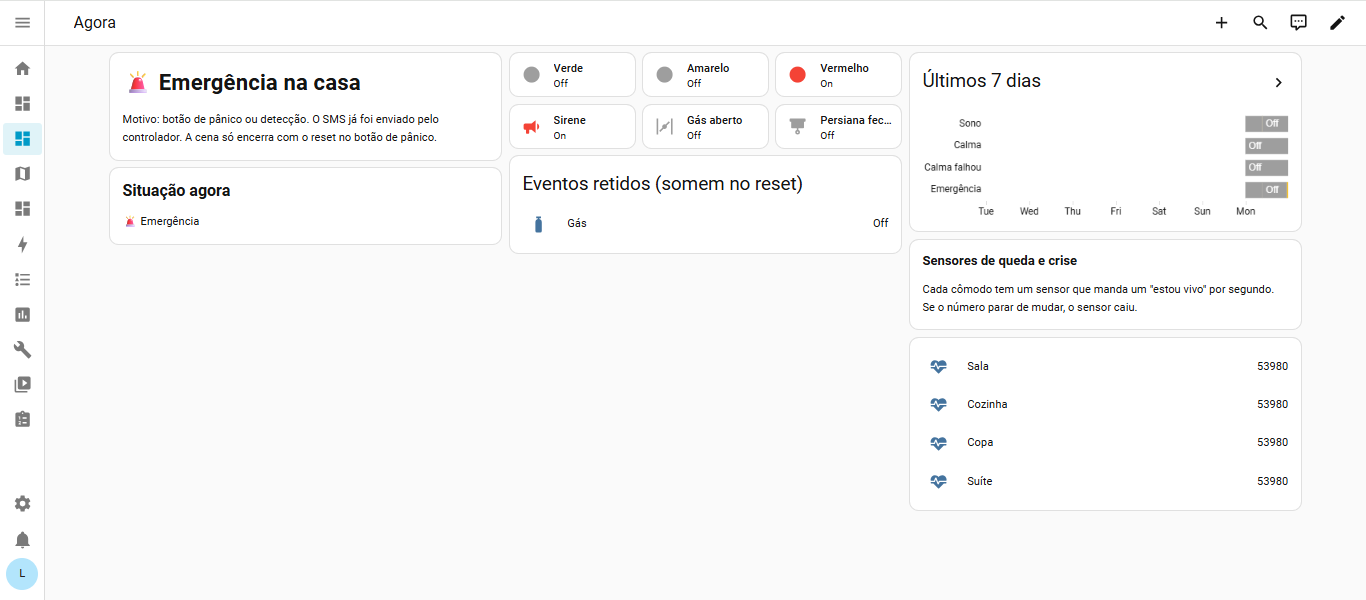 Agora
Emergência na casa
Motivo: botão de pânico ou detecção. O SMS já foi enviado pelo
controlador. A cena só encerra com o reset no botão de pânico.
Situação agora
Emergência
Verde
Off
Amarelo
Off
Vermelho
On
Sirene
On
Gás aberto
Off
Persiana fec...
Off
Eventos retidos (somem no reset)
Gás
Off
Últimos 7 dias
Sono
Off
Calma
Off
Calma falhou
Off
Emergência
Off
Tue Wed Thu Fri Sat Sun Mon
Sensores de queda e crise
Cada cômodo tem um sensor que manda um "estou vivo" por segundo.
Se o número parar de mudar, o sensor caiu.
Sala 53980
Cozinha 53980
Copa 53980
Suíte 53980
L